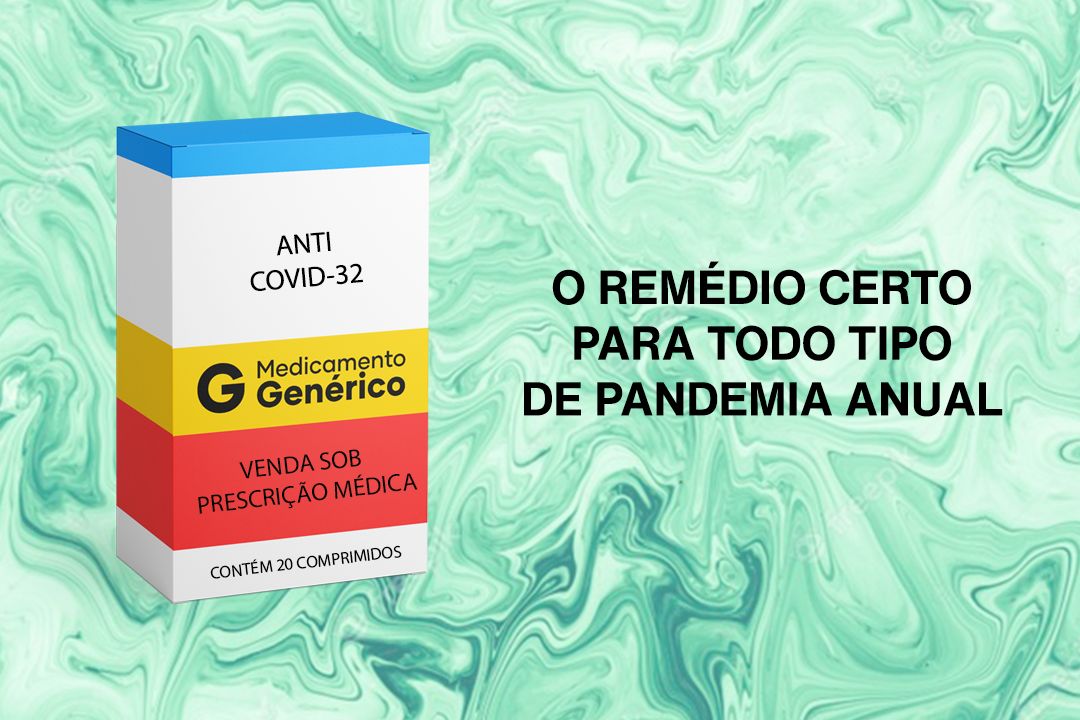 ANTI
COVID-32
G Medicamento
Genérico
VENDA SOB
PRESCRIÇÃO MÉDICA
CONTÉM 20 COMPRIMIDOS
O REMÉDIO CERTO
PARA TODO TIPO
DE PANDEMIA ANUAL